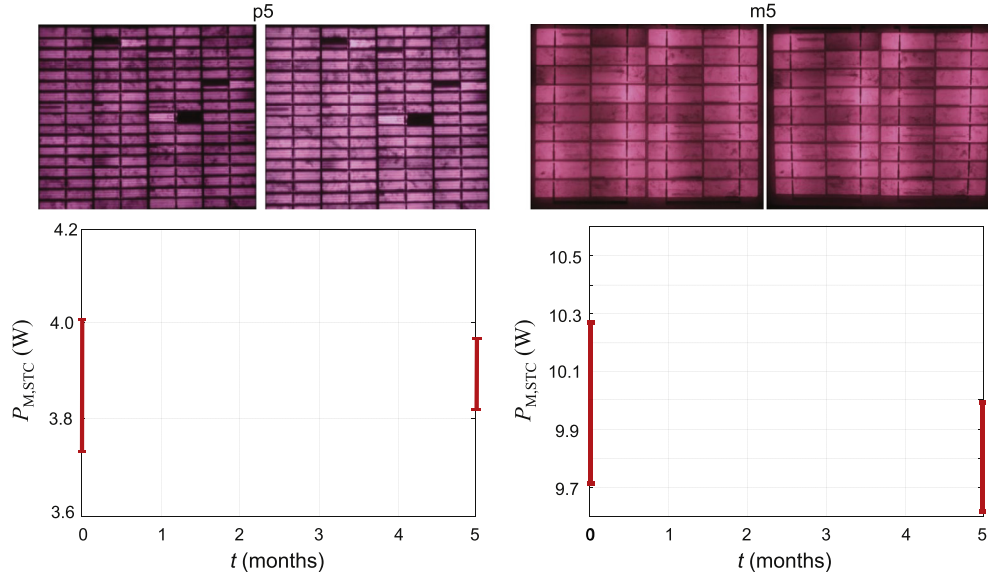 p5
m5
4.2
4.0
3.8
3.6
P_M,STC (W)
0 1 2 3 4 5
t (months)
10.5
10.3
10.1
9.9
9.7
P_M,STC (W)
0 1 2 3 4 5
t (months)